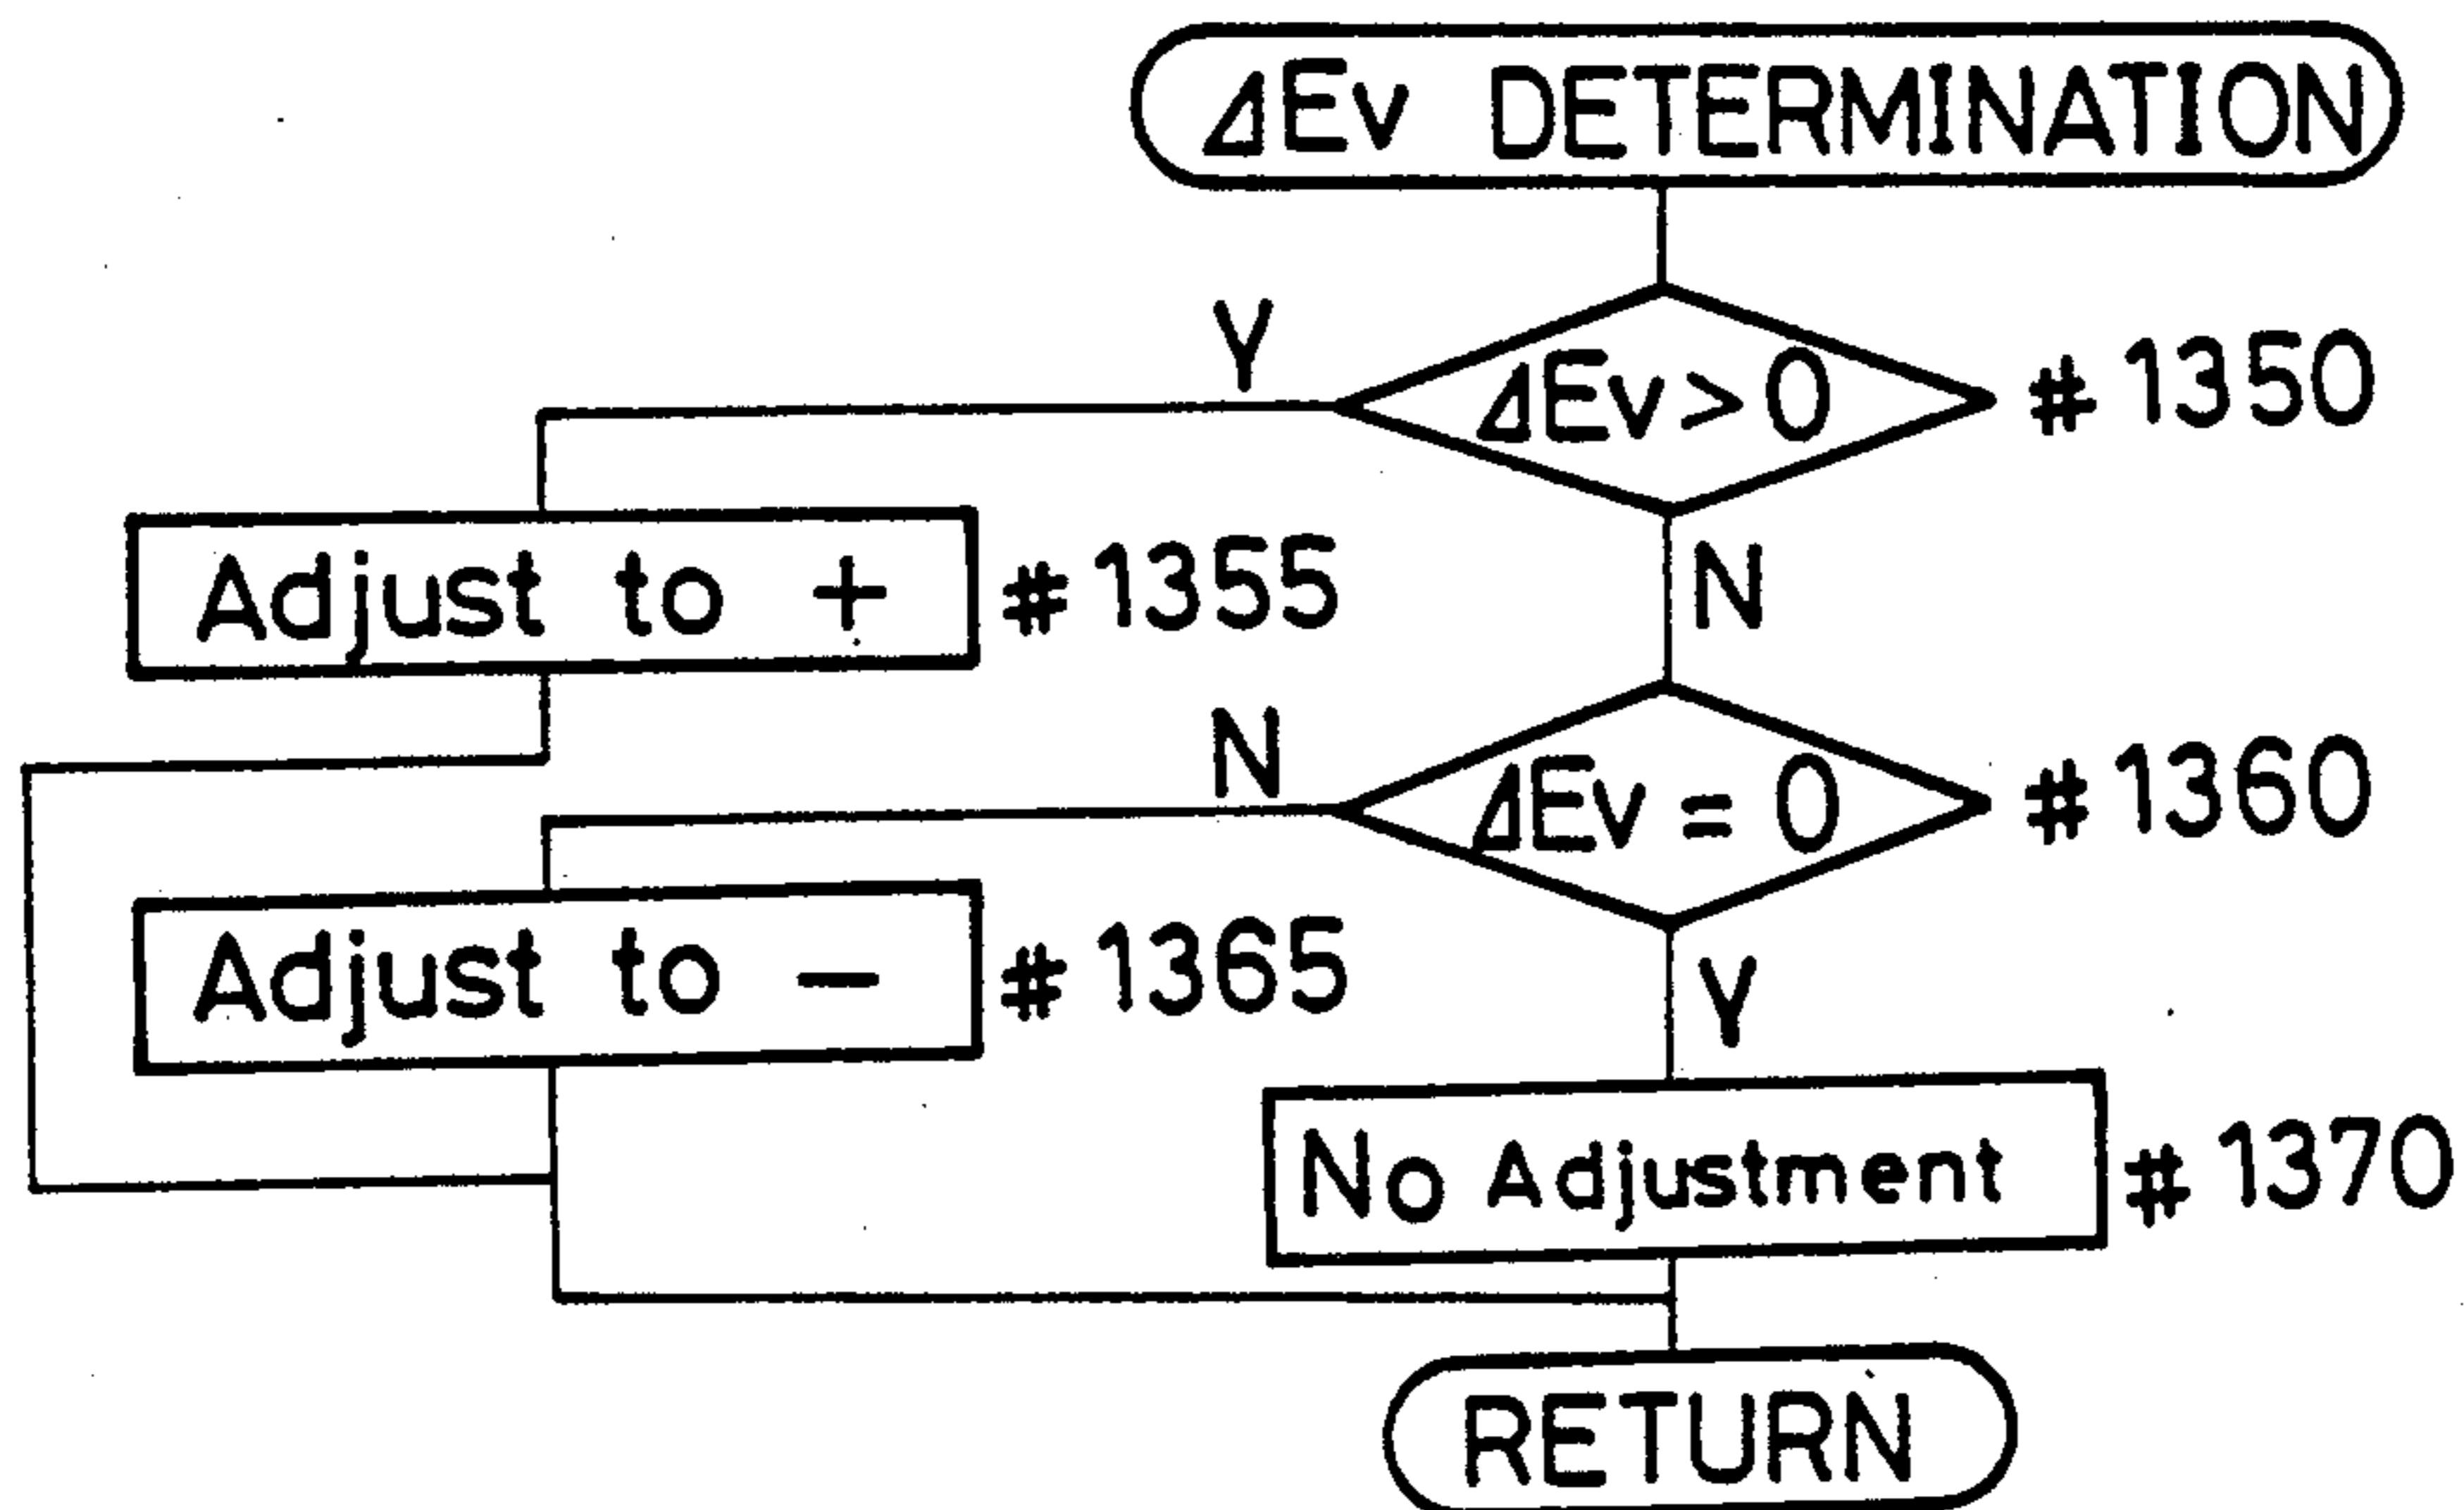 ΔEv DETERMINATION
Y
ΔEv>0 #1350
Adjust to + #1355
N
N
ΔEv=0 #1360
Adjust to − #1365
Y
No Adjustment #1370
RETURN